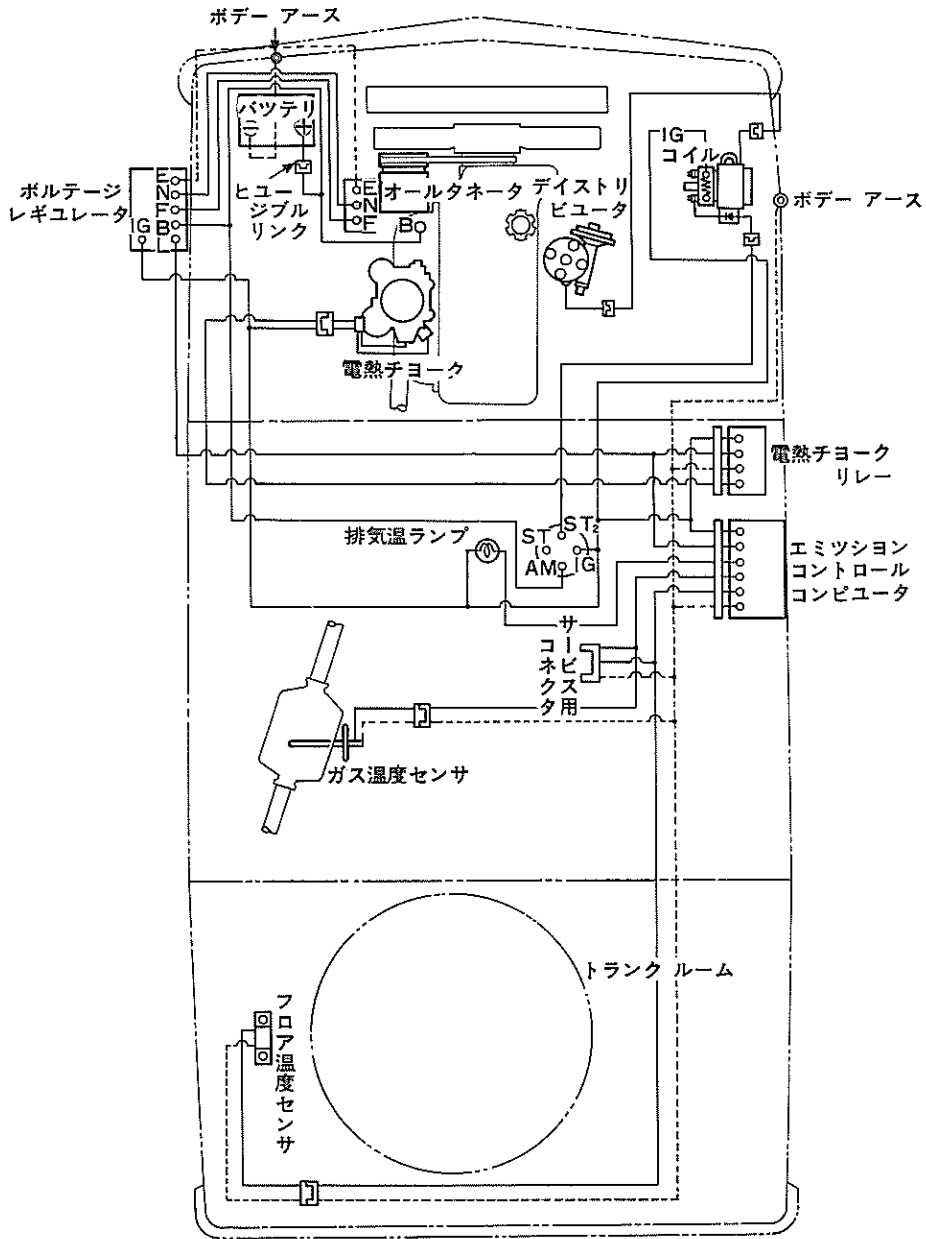 ボデー アース
バツテリ
ヒユー
ジブル
リンク
ボルテージ
レギユレータ
E
N
F
B
L
G
E
N
F
B
オールタネータ
デイストリ
ビユータ
IG
コイル
ボデー アース
電熱チヨーク
電熱チヨーク
リレー
排気温ランプ
ST
ST₂
AM
IG
エミツシヨン
コントロール
コンピユータ
サービス用
コネクタ
ガス温度センサ
トランク ルーム
フロア温度センサ